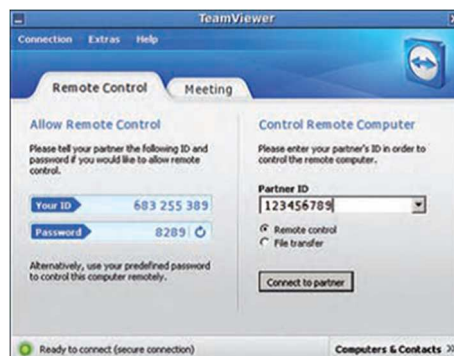 TeamViewer
Connection Extras Help
Remote Control
Meeting
Allow Remote Control
Please tell your partner the following ID and
password if you would like to allow remote
control.
Your ID
683 255 389
Password
8289
Alternatively, use your predefined password
to control this computer remotely.
Control Remote Computer
Please enter your partner's ID in order to
control the remote computer.
Partner ID
123456789
Remote control
File transfer
Connect to partner
Ready to connect (secure connection)
Computers & Contacts